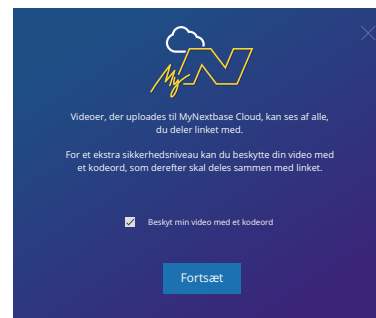 My N
Videoer, der uploades til MyNextbase Cloud, kan ses af alle,
du deler linket med.
For et ekstra sikkerhedsniveau kan du beskytte din video med
et kodeord, som derefter skal deles sammen med linket.
Beskyt min video med et kodeord
Fortsæt